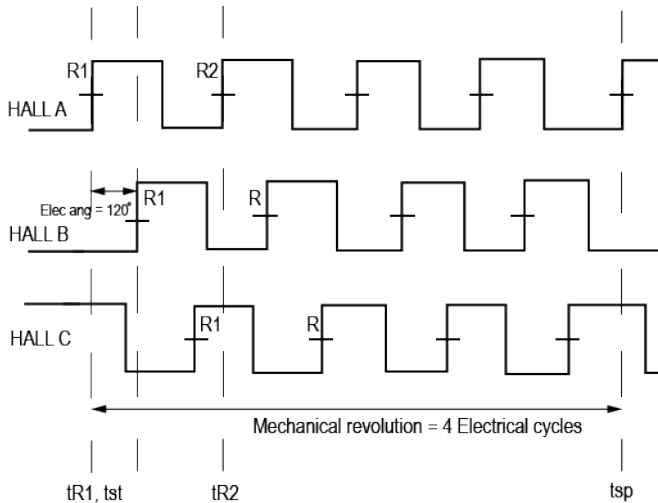 R1
R2
HALL A
R1
R
Elec ang = 120°
HALL B
R1
R
HALL C
Mechanical revolution = 4 Electrical cycles
tR1, tst
tR2
tsp